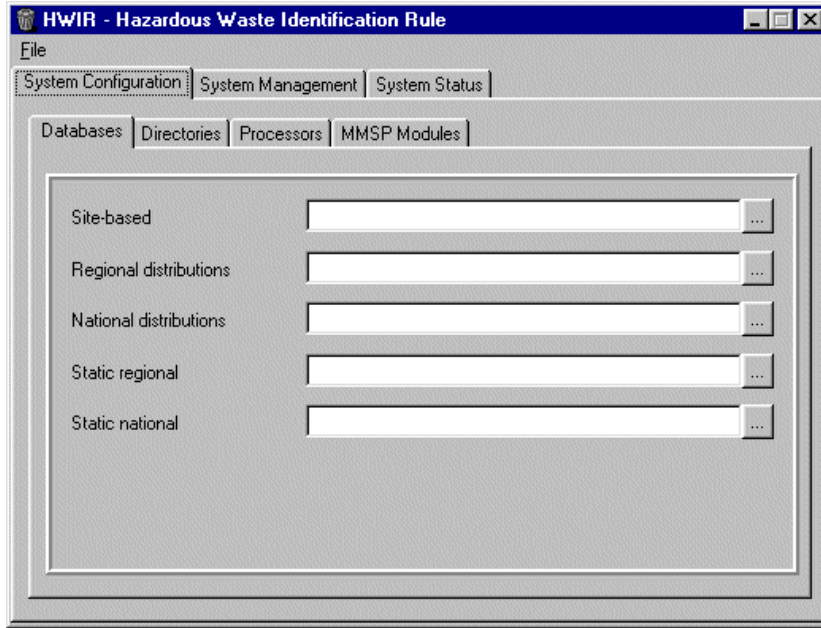 HWIR - Hazardous Waste Identification Rule
File
System Configuration System Management System Status
Databases Directories Processors MMSP Modules
Site-based ...
Regional distributions ...
National distributions ...
Static regional ...
Static national ...